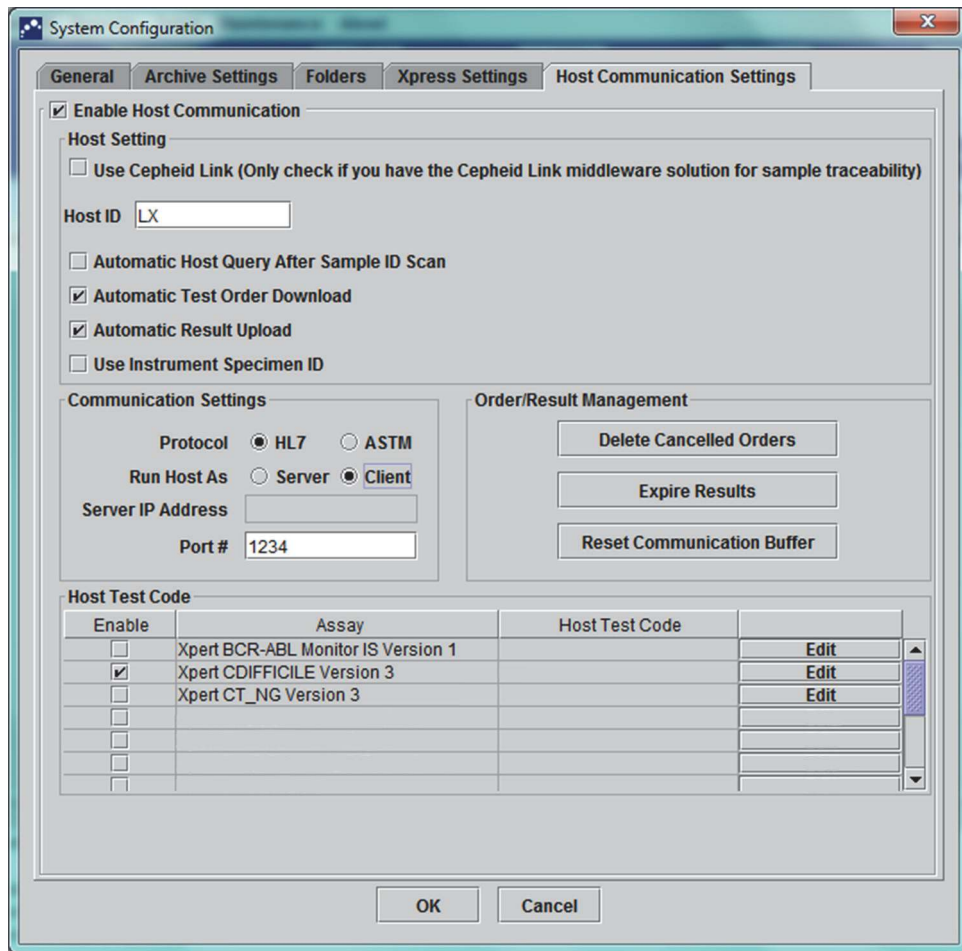 System Configuration
General Archive Settings Folders Xpress Settings Host Communication Settings
Enable Host Communication
Host Setting
Use Cepheid Link (Only check if you have the Cepheid Link middleware solution for sample traceability)
Host ID LX
Automatic Host Query After Sample ID Scan
Automatic Test Order Download
Automatic Result Upload
Use Instrument Specimen ID
Communication Settings
Protocol HL7 ASTM
Run Host As Server Client
Server IP Address
Port # 1234
Order/Result Management
Delete Cancelled Orders
Expire Results
Reset Communication Buffer
Host Test Code
Enable Assay Host Test Code
Xpert BCR-ABL Monitor IS Version 1 Edit
Xpert CDIFFICILE Version 3 Edit
Xpert CT_NG Version 3 Edit
OK Cancel